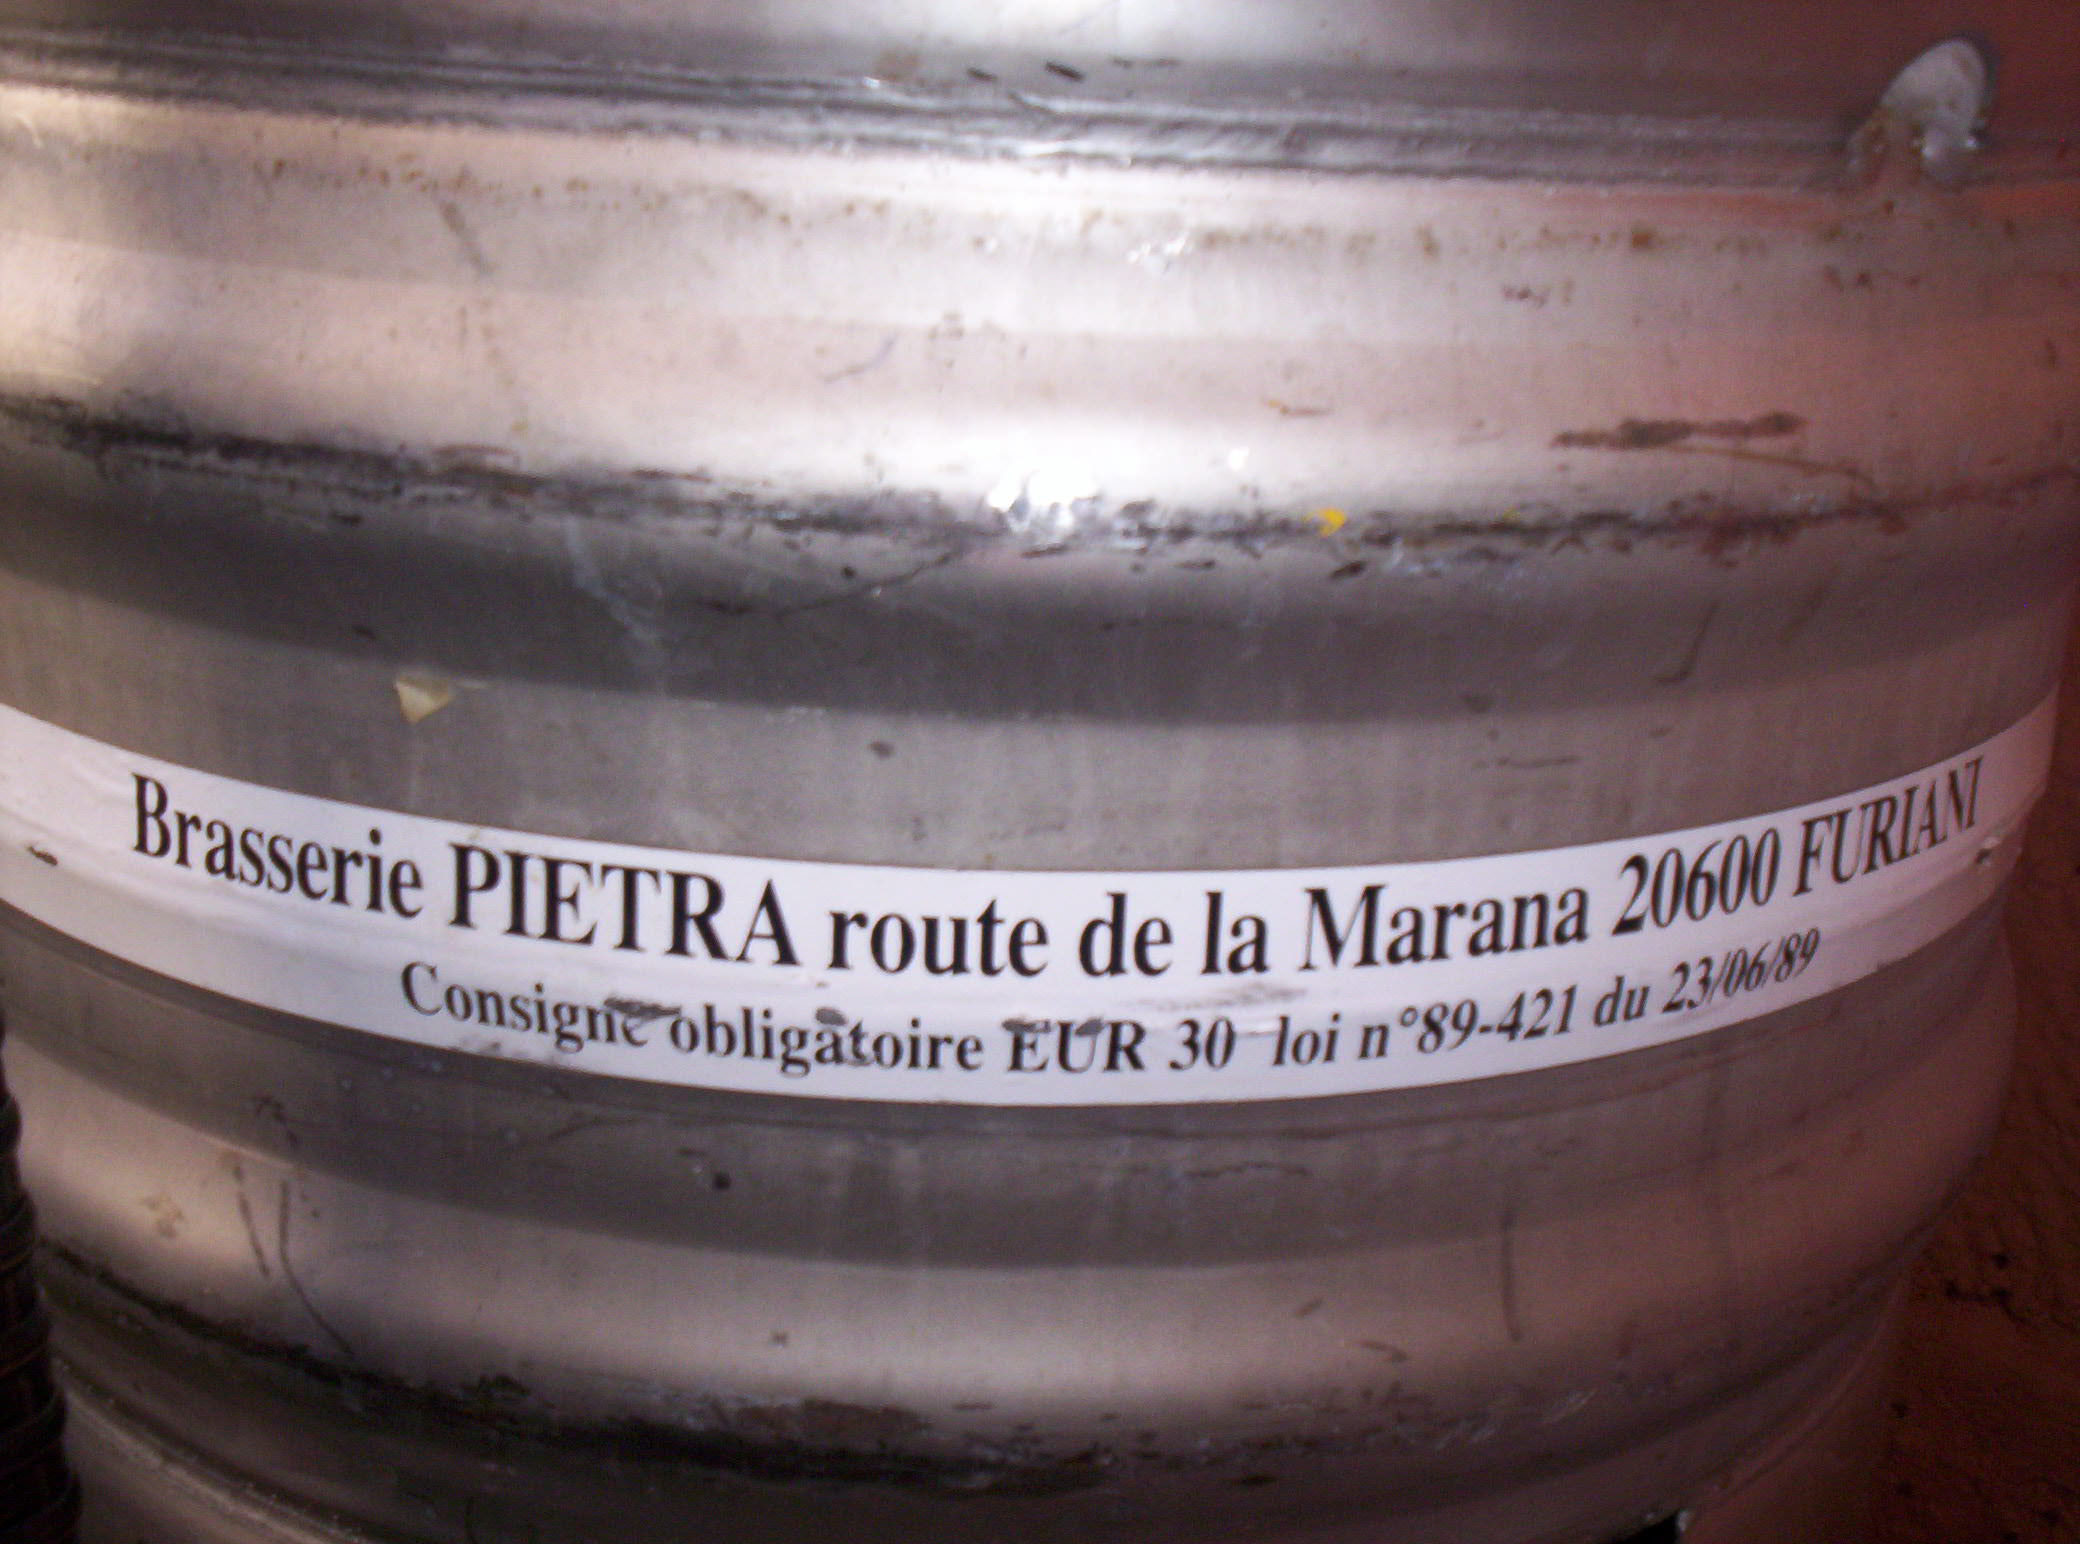 Brasserie PIETRA route de la Marana 20600 FURIANI
Consigne obligatoire EUR 30 loi n°89-421 du 23/06/89